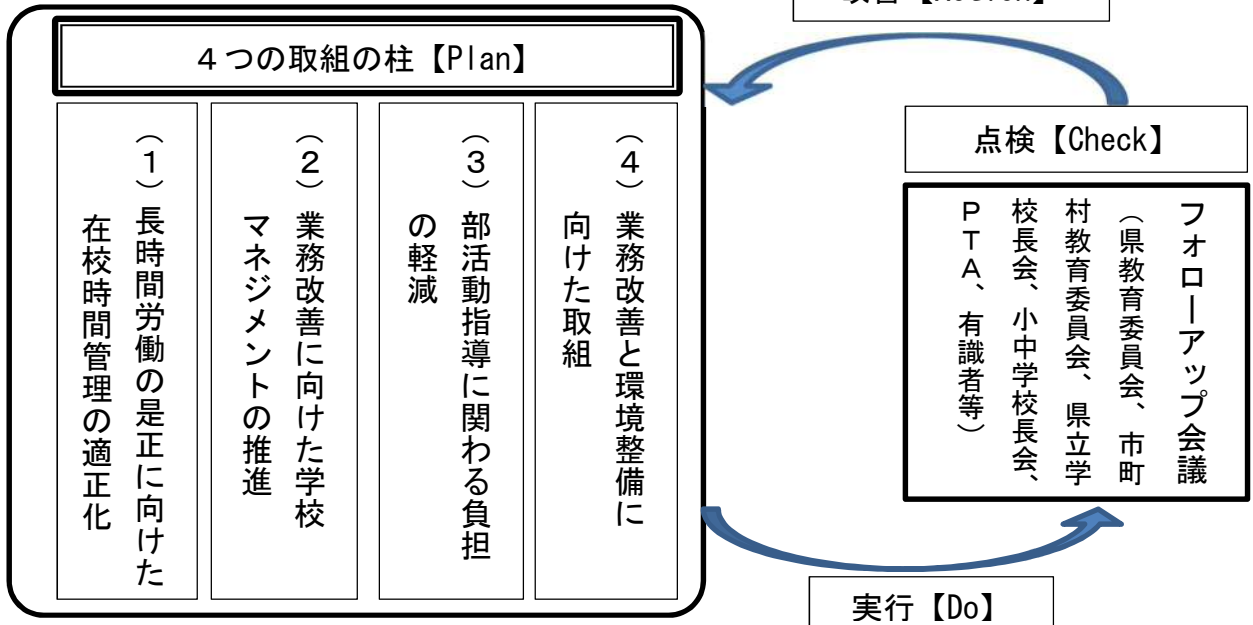 4つの取組の柱【Plan】
(1)長時間労働の是正に向けた
在校時間管理の適正化
(2)業務改善に向けた学校
マネジメントの推進
(3)部活動指導に関わる負担
の軽減
(4)業務改善と環境整備に
向けた取組
点検【Check】
フォローアップ会議
(県教育委員会、市町
村教育委員会、県立学
校長会、小中学校長会、
PTA、有識者等)
実行【Do】